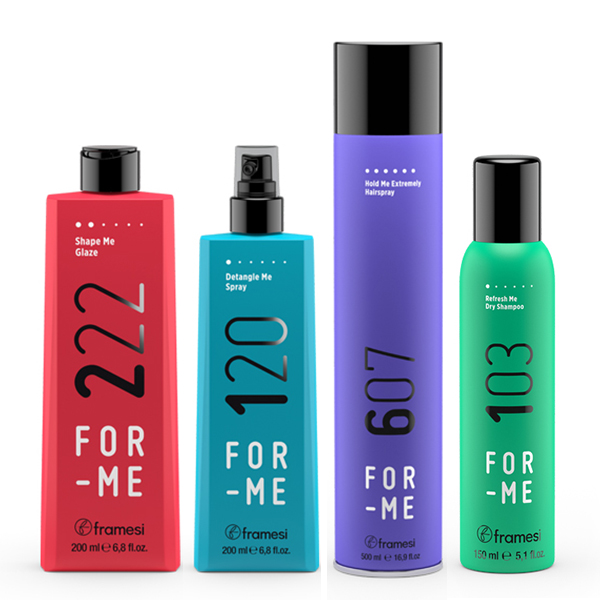 Shape Me
Glaze
222
FOR
-ME
framesi
200 ml ℮ 6,8 fl.oz.
Detangle Me
Spray
120
FOR
-ME
framesi
200 ml ℮ 6,8 fl.oz.
Hold Me Extremely
Hairspray
607
FOR
-ME
framesi
500 ml ℮ 16,9 fl.oz
Refresh Me
Dry Shampoo
103
FOR
-ME
framesi
150 ml ℮ 5,1 fl.oz.